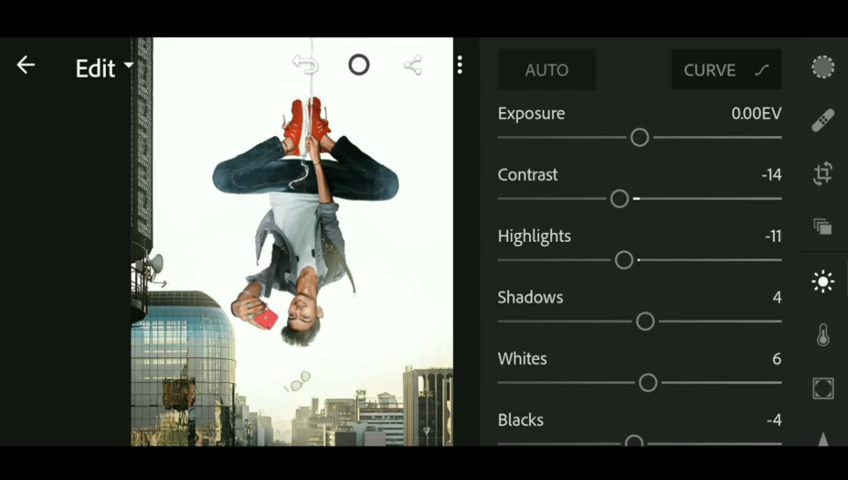 Edit
AUTO
CURVE
Exposure 0.00EV
Contrast -14
Highlights -11
Shadows 4
Whites 6
Blacks -4